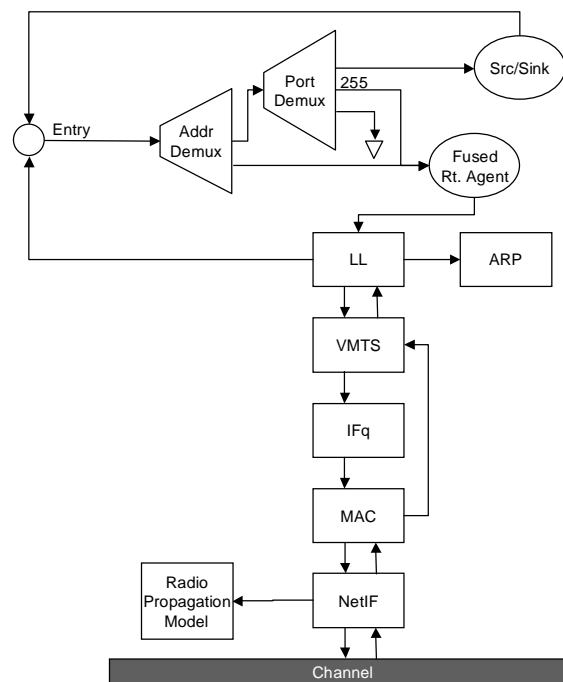 Src/Sink
Port
Demux
255
Entry
Addr
Demux
Fused
Rt. Agent
LL
ARP
VMTS
IFq
MAC
Radio
Propagation
Model
NetIF
Channel